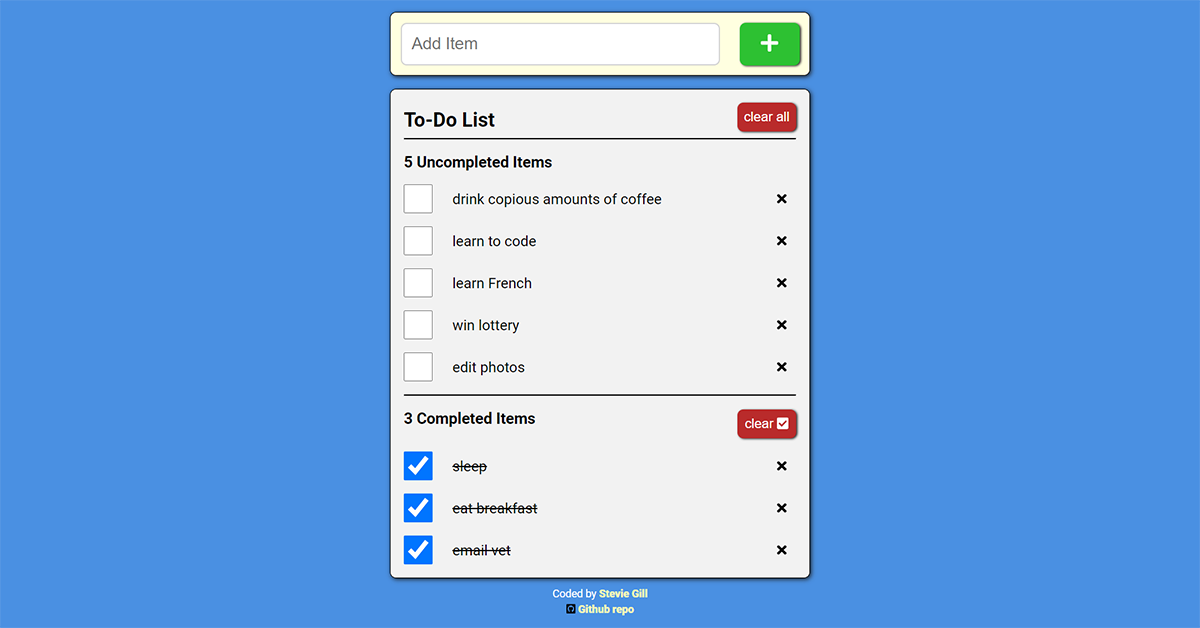 Add Item
To-Do List
clear all
5 Uncompleted Items
drink copious amounts of coffee
learn to code
learn French
win lottery
edit photos
3 Completed Items
clear
sleep
eat breakfast
email vet
Coded by Stevie Gill
Github repo